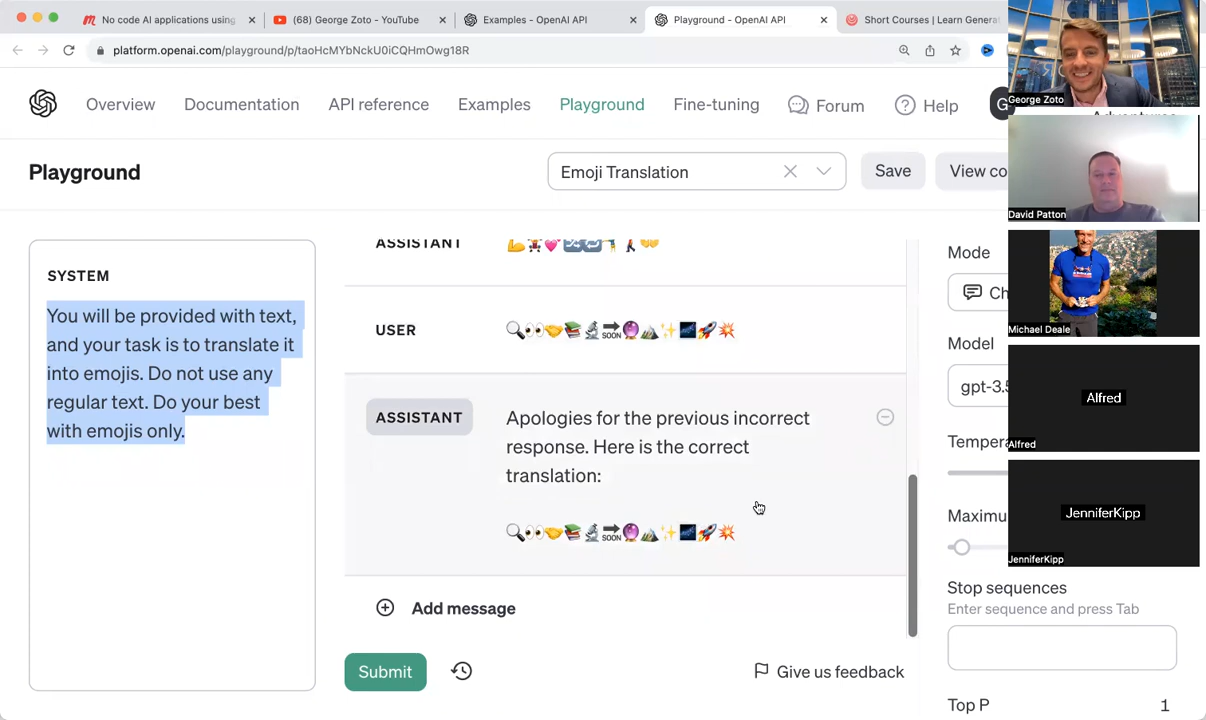 No code AI applications using
(68) George Zoto - YouTube
Examples - OpenAI API
Playground - OpenAI API
Short Courses | Learn Genera
platform.openai.com/playground/p/taoHcMYbNckU0iCQHmOwg18R
Overview
Documentation
API reference
Examples
Playground
Fine-tuning
Forum
Help
G
George Zoto
Playground
Emoji Translation
Save
View co
David Patton
SYSTEM
You will be provided with text,
and your task is to translate it
into emojis. Do not use any
regular text. Do your best
with emojis only.
ASSISTANT
💪
USER
🔍👀🤝📚🔬🔜🔮⛰️✨🌌🚀💥
ASSISTANT
Apologies for the previous incorrect
response. Here is the correct
translation:
🔍👀🤝📚🔬🔜🔮⛰️✨🌌🚀💥
Add message
Submit
Give us feedback
Mode
Ch
Michael Deale
Model
gpt-3.5
Alfred
Alfred
Tempera
Maximu
JenniferKipp
JenniferKipp
Stop sequences
Enter sequence and press Tab
Top P
1